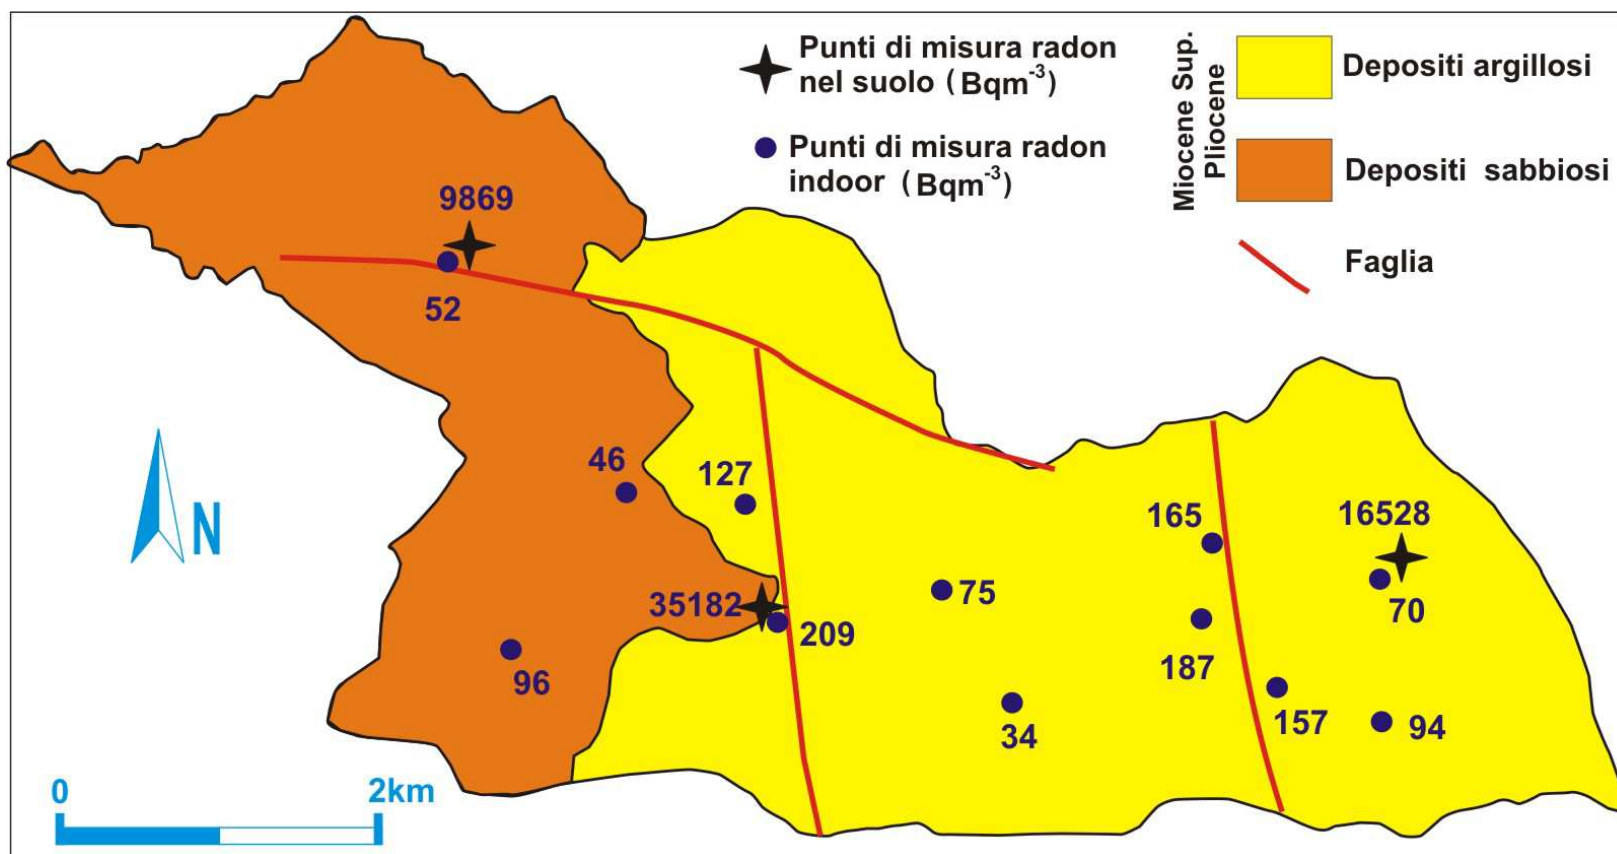 Punti di misura radon
nel suolo (Bqm⁻³)
Punti di misura radon
indoor (Bqm⁻³)
Miocene Sup.
Pliocene
Depositi argillosi
Depositi sabbiosi
Faglia
9869
52
46
127
165
16528
35182
209
75
70
96
187
34
157
94
N
0
2km